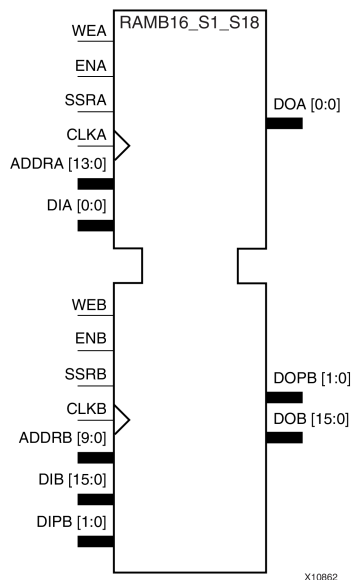 RAMB16_S1_S18
WEA
ENA
SSRA
CLKA
ADDRA [13:0]
DIA [0:0]
DOA [0:0]
WEB
ENB
SSRB
CLKB
ADDRB [9:0]
DIB [15:0]
DIPB [1:0]
DOPB [1:0]
DOB [15:0]
X10862